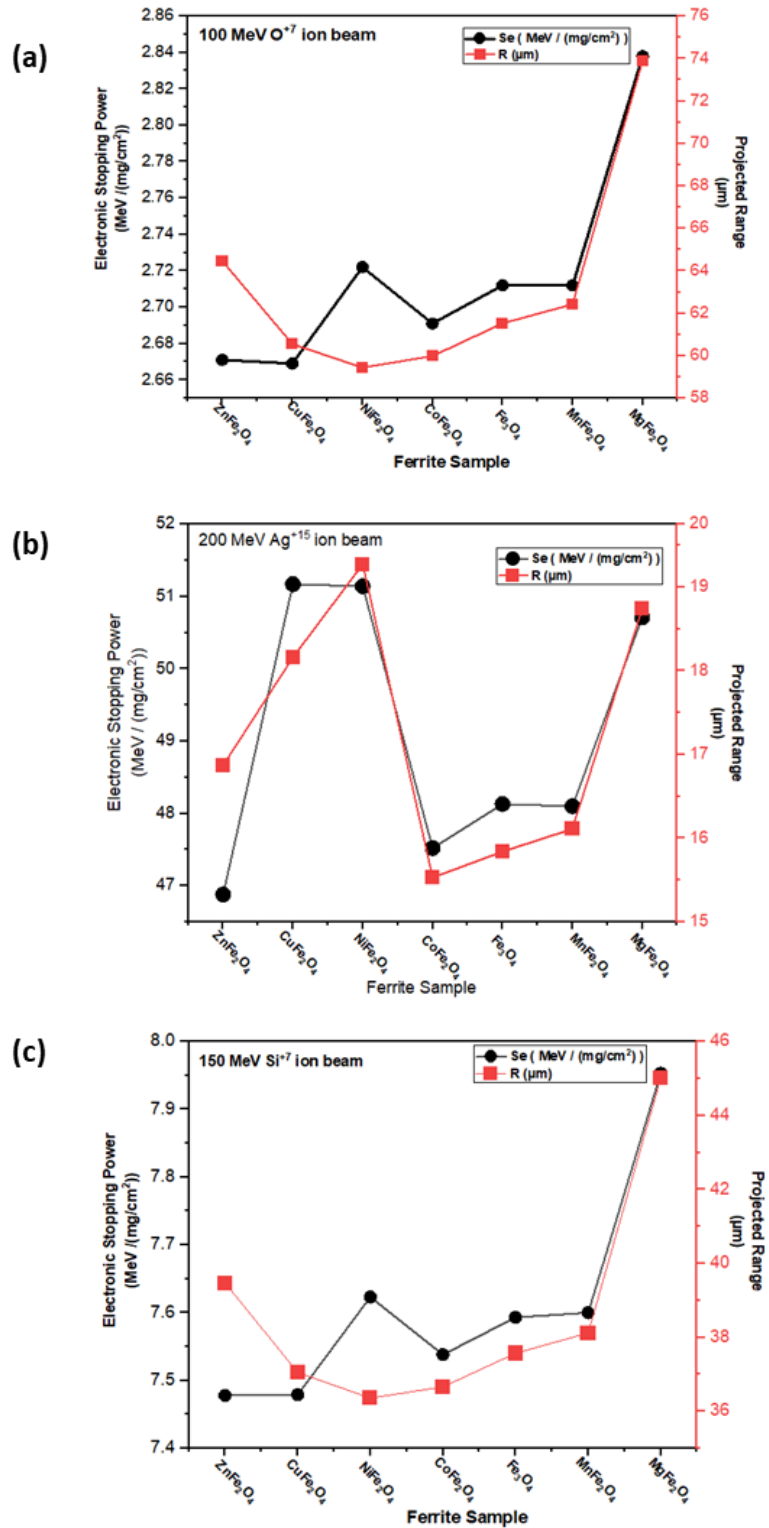 (a)
100 MeV O⁺⁷ ion beam
Se ( MeV / (mg/cm²) )
R (µm)
Electronic Stopping Power
(MeV /(mg/cm²))
2.86
2.84
2.82
2.80
2.78
2.76
2.74
2.72
2.70
2.68
2.66
76
74
72
70
68
66
64
62
60
58
Projected Range
(µm)
ZnFe₂O₄
CuFe₂O₄
NiFe₂O₄
CoFe₂O₄
Fe₃O₄
MnFe₂O₄
MgFe₂O₄
Ferrite Sample
(b)
200 MeV Ag⁺¹⁵ ion beam
Se ( MeV / (mg/cm²) )
R (µm)
Electronic Stopping Power
(MeV / (mg/cm²))
52
51
50
49
48
47
20
19
18
17
16
15
Projected Range
(µm)
ZnFe₂O₄
CuFe₂O₄
NiFe₂O₄
CoFe₂O₄
Fe₃O₄
MnFe₂O₄
MgFe₂O₄
Ferrite Sample
(c)
150 MeV Si⁺⁷ ion beam
Se ( MeV / (mg/cm²) )
R (µm)
Electronic Stopping Power
(MeV /(mg/cm²))
8.0
7.9
7.8
7.7
7.6
7.5
7.4
46
44
42
40
38
36
Projected Range
(µm)
ZnFe₂O₄
CuFe₂O₄
NiFe₂O₄
CoFe₂O₄
Fe₃O₄
MnFe₂O₄
MgFe₂O₄
Ferrite Sample